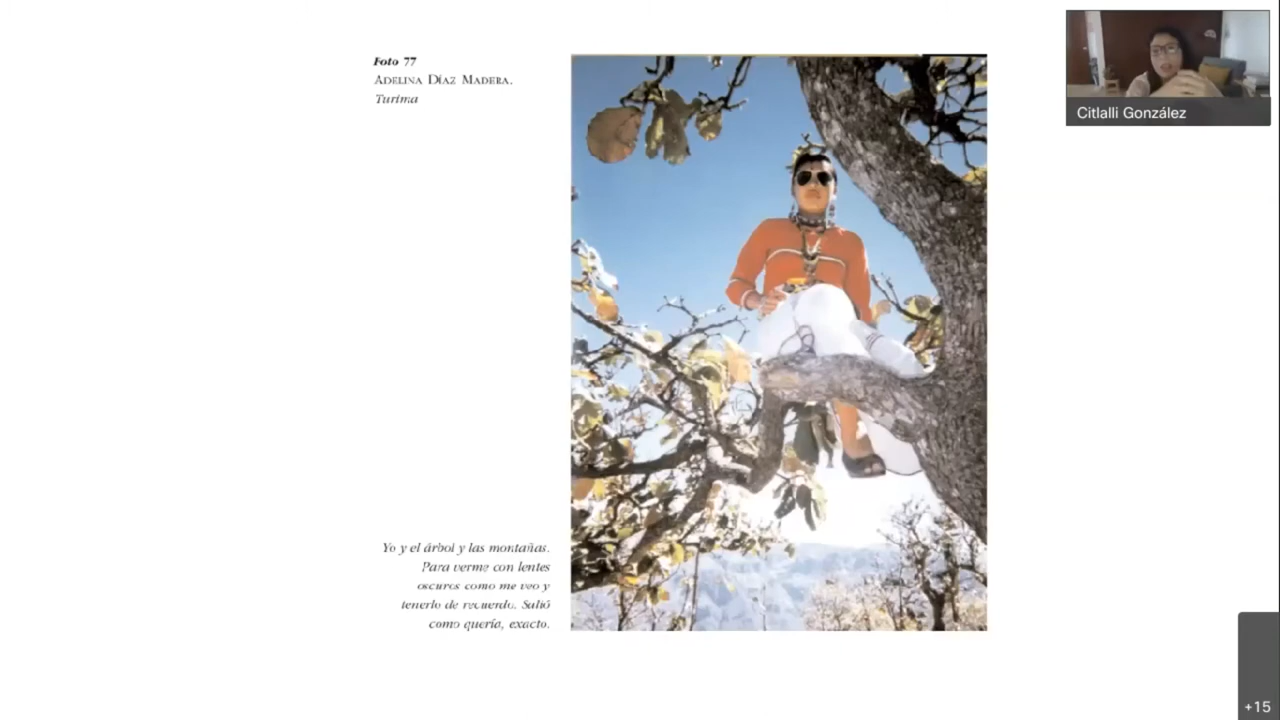 Foto 77
ADELINA DÍAZ MADERA.
Turima
Yo y el árbol y las montañas.
Para verme con lentes
oscuros como me veo y
tenerlo de recuerdo. Salió
como quería, exacto.
Citlalli González
+15